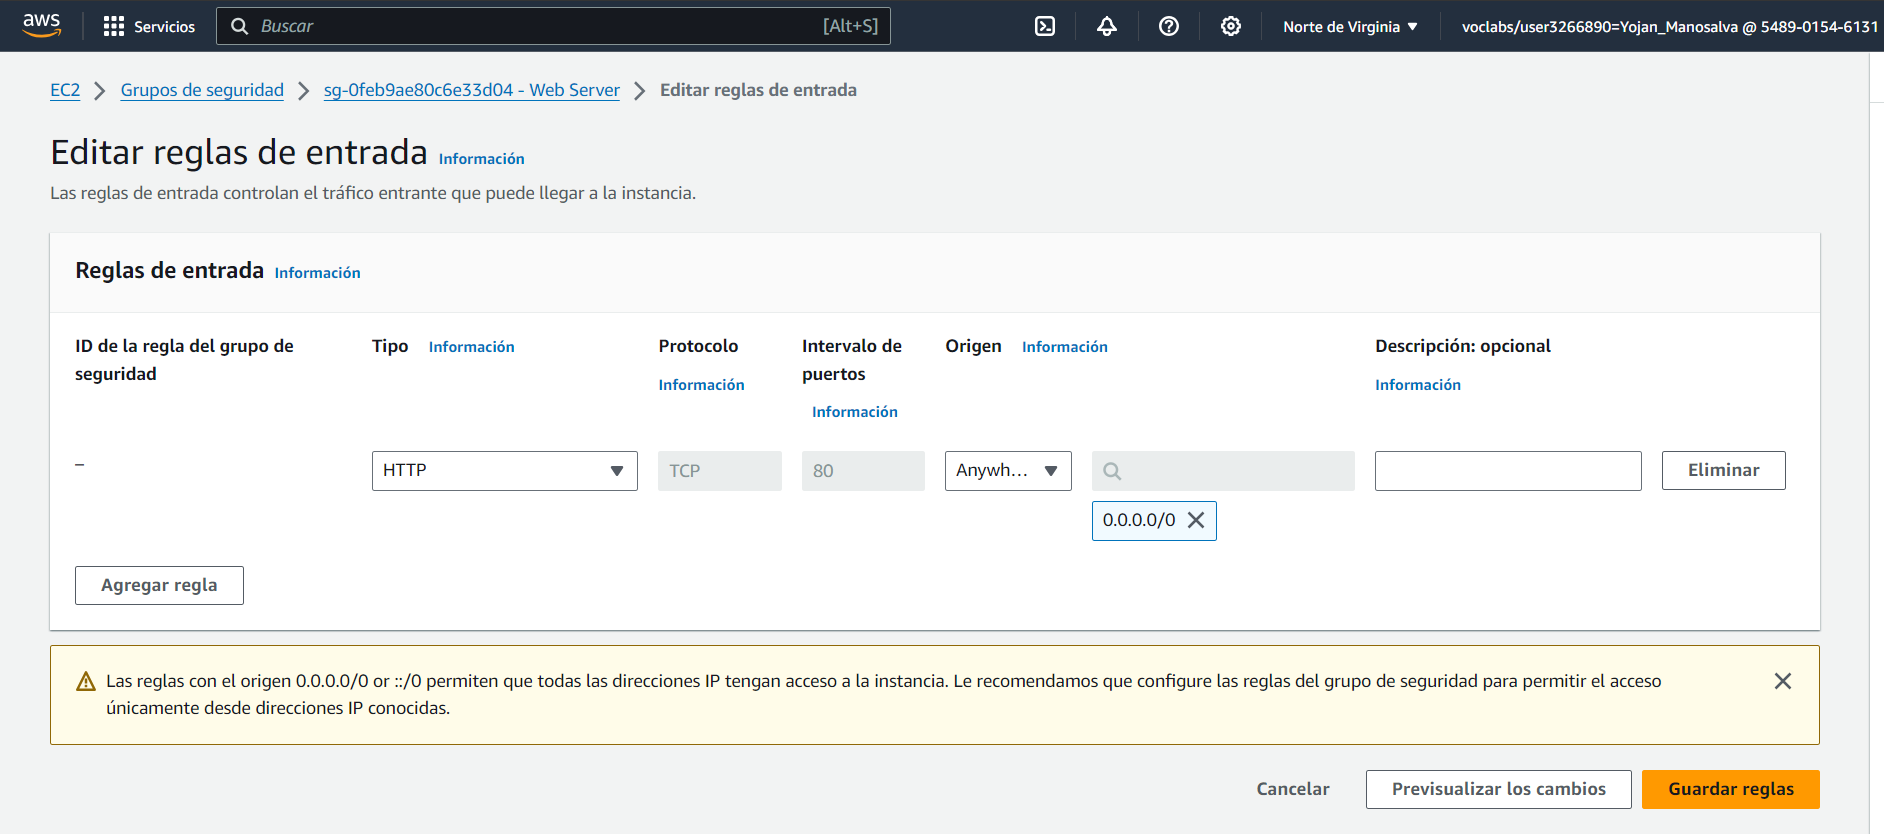 aws
Servicios
Buscar [Alt+S]
Norte de Virginia
voclabs/user3266890=Yojan_Manosalva @ 5489-0154-6131
EC2 > Grupos de seguridad > sg-0feb9ae80c6e33d04 - Web Server > Editar reglas de entrada
Editar reglas de entrada Información
Las reglas de entrada controlan el tráfico entrante que puede llegar a la instancia.
Reglas de entrada Información
ID de la regla del grupo de
seguridad
Tipo Información
Protocolo
Información
Intervalo de
puertos
Información
Origen Información
Descripción: opcional
Información
–
HTTP
TCP
80
Anywh...
0.0.0.0/0
Eliminar
Agregar regla
Las reglas con el origen 0.0.0.0/0 or ::/0 permiten que todas las direcciones IP tengan acceso a la instancia. Le recomendamos que configure las reglas del grupo de seguridad para permitir el acceso
únicamente desde direcciones IP conocidas.
Cancelar
Previsualizar los cambios
Guardar reglas